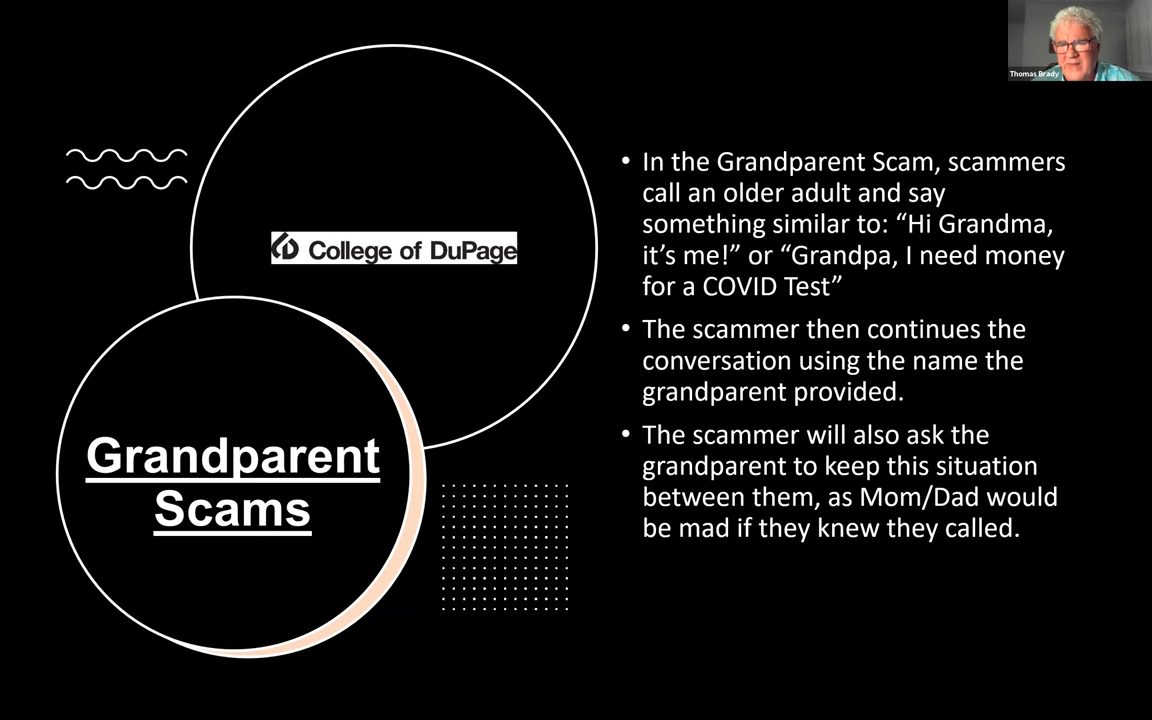 Thomas Brady
College of DuPage
Grandparent
Scams
• In the Grandparent Scam, scammers
call an older adult and say
something similar to: “Hi Grandma,
it’s me!” or “Grandpa, I need money
for a COVID Test”
• The scammer then continues the
conversation using the name the
grandparent provided.
• The scammer will also ask the
grandparent to keep this situation
between them, as Mom/Dad would
be mad if they knew they called.